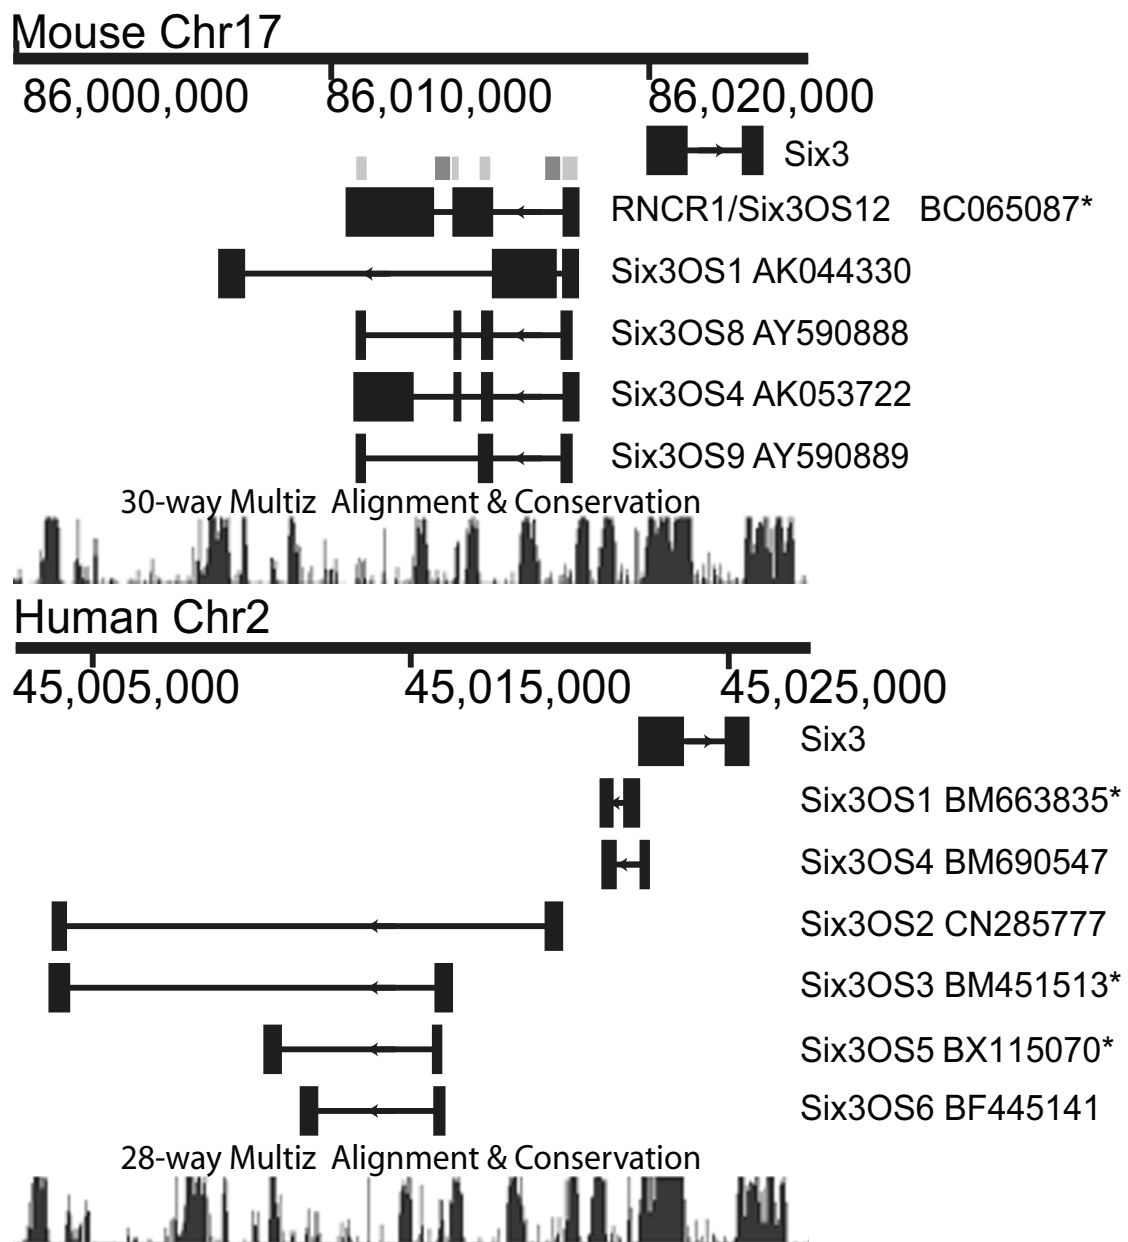 Mouse Chr17
86,000,000 86,010,000 86,020,000
Six3
RNCR1/Six3OS12 BC065087*
Six3OS1 AK044330
Six3OS8 AY590888
Six3OS4 AK053722
Six3OS9 AY590889
30-way Multiz Alignment & Conservation
Human Chr2
45,005,000 45,015,000 45,025,000
Six3
Six3OS1 BM663835*
Six3OS4 BM690547
Six3OS2 CN285777
Six3OS3 BM451513*
Six3OS5 BX115070*
Six3OS6 BF445141
28-way Multiz Alignment & Conservation